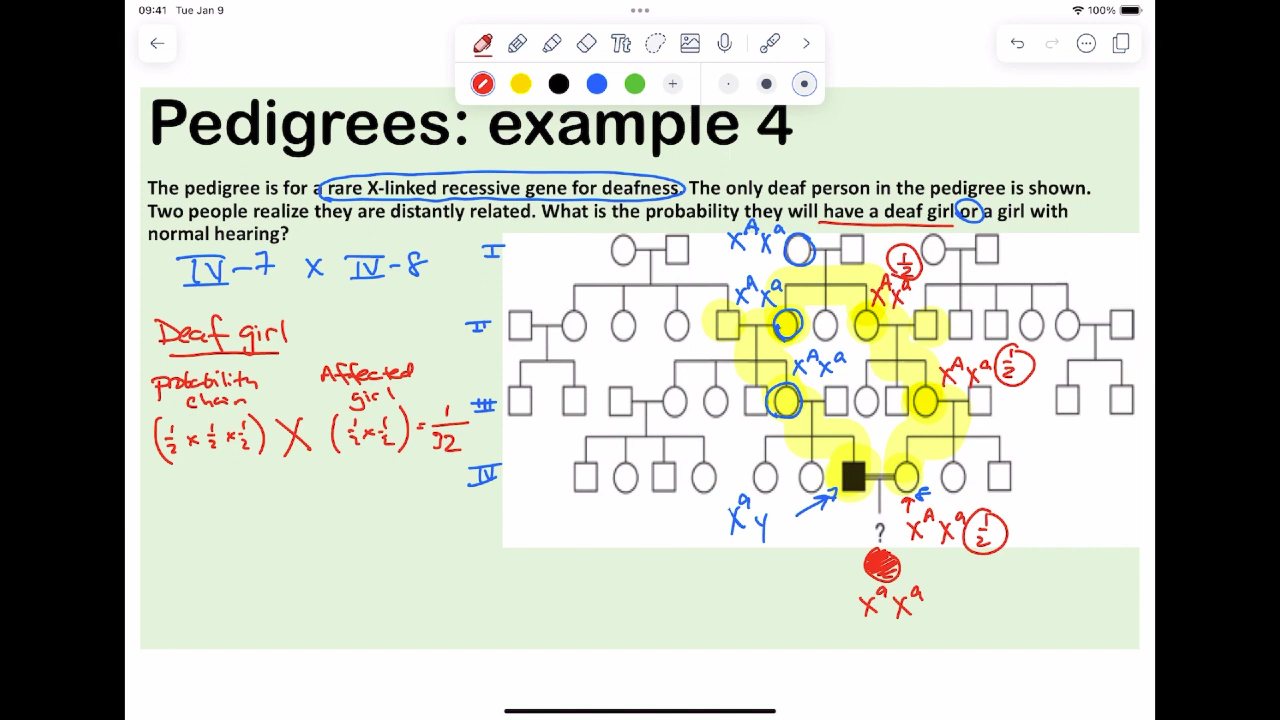 09:41 Tue Jan 9
100%
Tt
Pedigrees: example 4
The pedigree is for a rare X-linked recessive gene for deafness. The only deaf person in the pedigree is shown.
Two people realize they are distantly related. What is the probability they will have a deaf girl or a girl with
normal hearing?
IV-7 x IV-8
I
X^A X^a
1/2
X^A X^a
X^A X^a
Deaf girl
II
X^A X^a
X^A X^a 1/2
probability
chain
Affected
girl
III
(1/2 x 1/2 x 1/2) X (1/2 x 1/2) = 1/32
IV
X^a Y
?
X^A X^a 1/2
X^a X^a